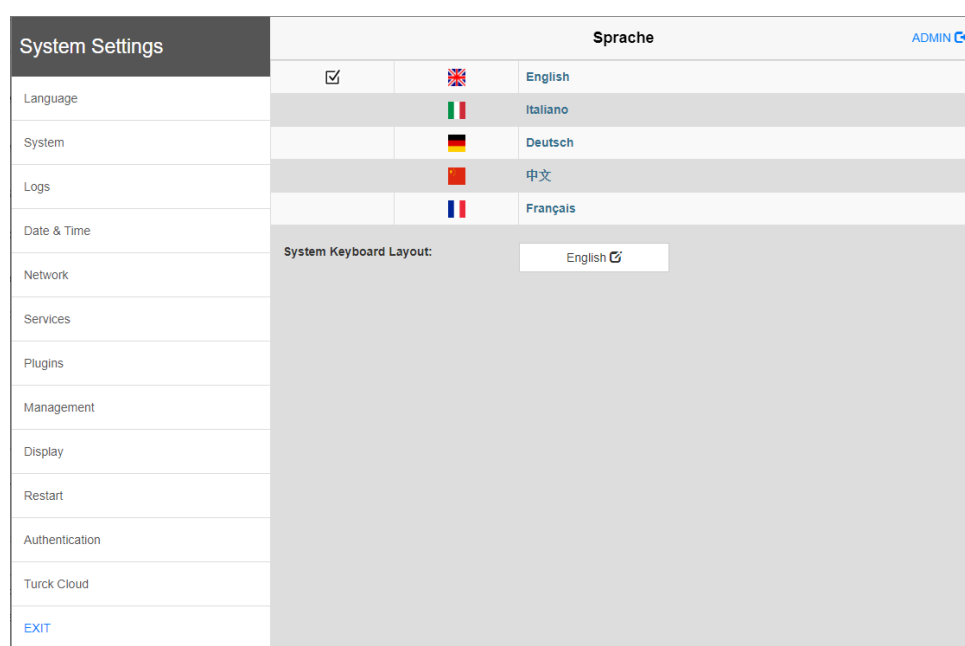 System Settings
Language
System
Logs
Date & Time
Network
Services
Plugins
Management
Display
Restart
Authentication
Turck Cloud
EXIT
Sprache
ADMIN
English
Italiano
Deutsch
中文
Français
System Keyboard Layout:
English